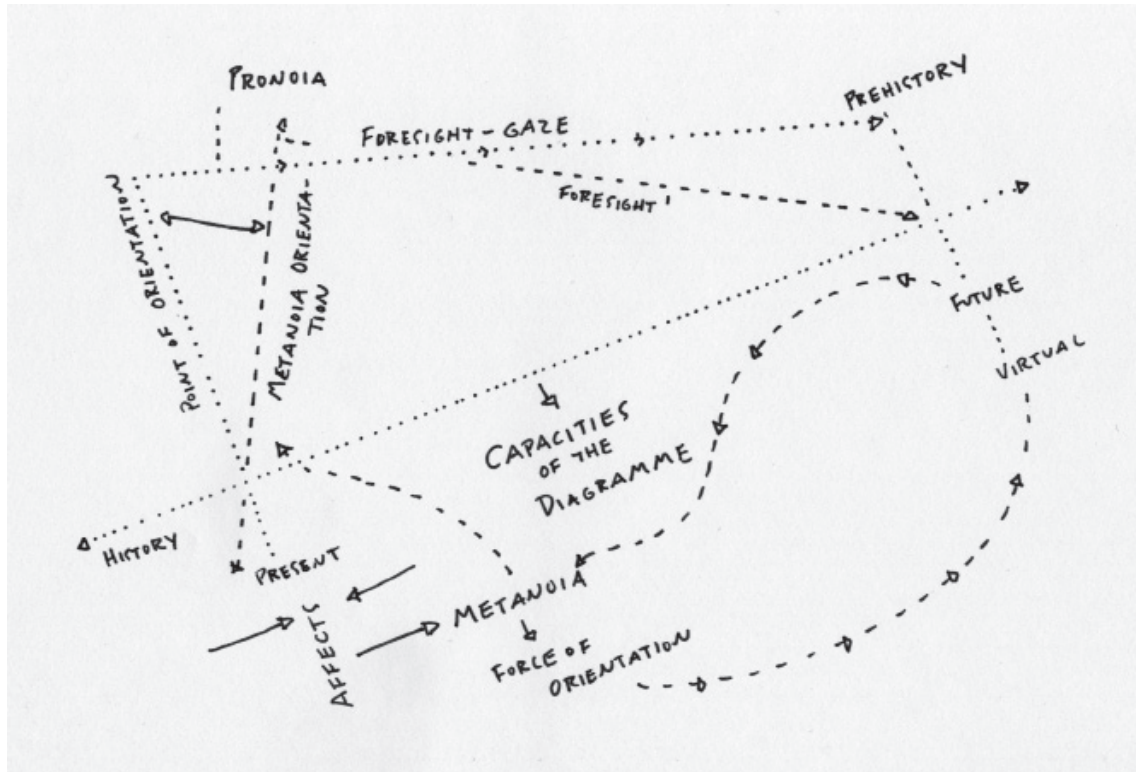 PRONOIA
PREHISTORY
FORESIGHT-GAZE
FORESIGHT
POINT OF ORIENTATION
METANOIA ORIENTA-
TION
FUTURE
VIRTUAL
CAPACITIES
OF THE
DIAGRAMME
HISTORY
PRESENT
AFFECTS
METANOIA
FORCE OF
ORIENTATION